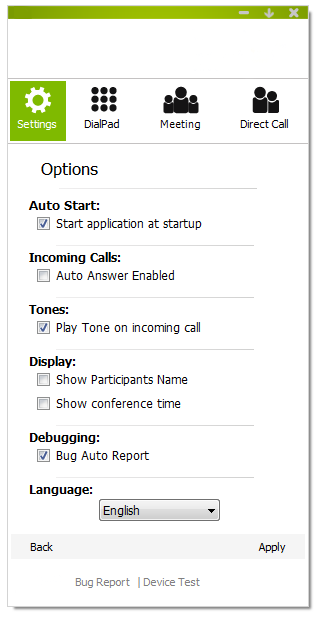 Settings DialPad Meeting Direct Call
Options
Auto Start:
Start application at startup
Incoming Calls:
Auto Answer Enabled
Tones:
Play Tone on incoming call
Display:
Show Participants Name
Show conference time
Debugging:
Bug Auto Report
Language:
English
Back Apply
Bug Report | Device Test